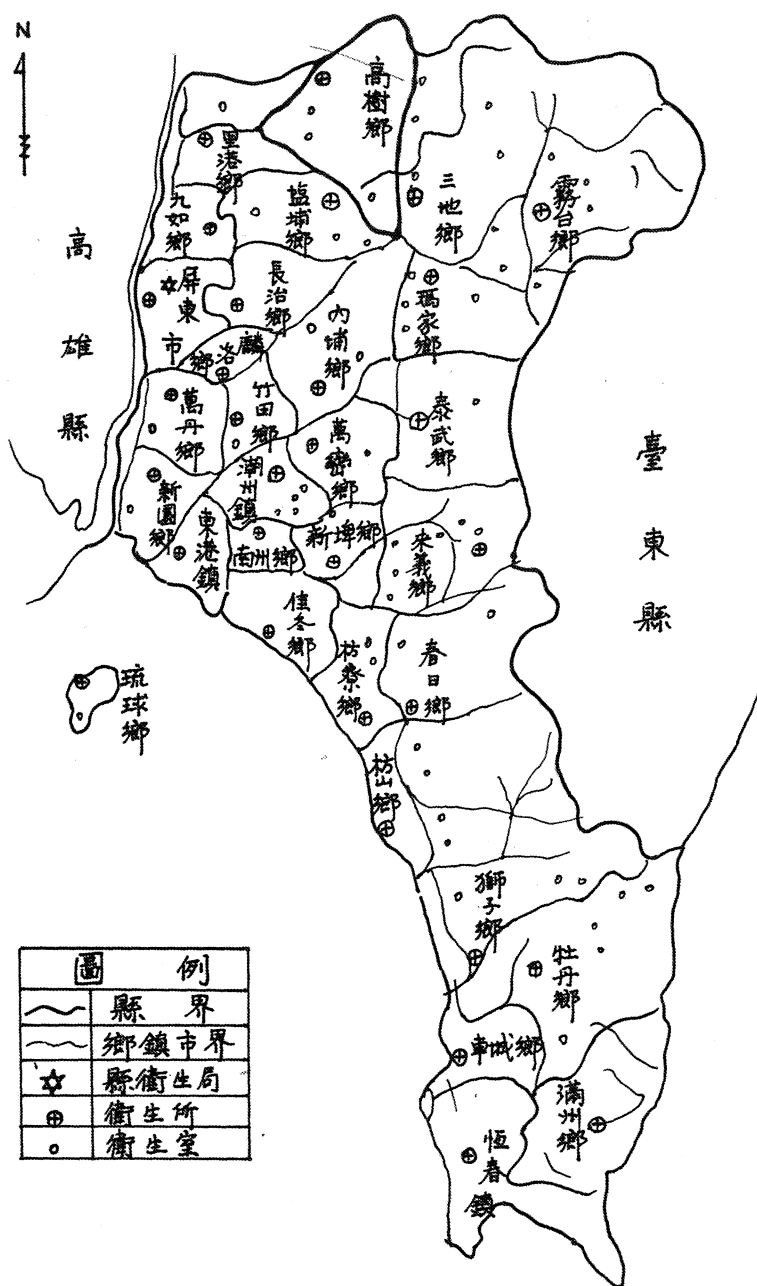 N
高雄縣
臺東縣
高樹鄉
里港鄉
三地鄉
霧台鄉
九如鄉
塩埔鄉
屏東市
長治鄉
瑪家鄉
內埔鄉
麟洛鄉
萬丹鄉
竹田鄉
泰武鄉
萬巒鄉
潮州鎮
新園鄉
東港鎮
南州鄉
新埤鄉
來義鄉
佳冬鄉
枋寮鄉
春日鄉
琉球鄉
枋山鄉
獅子鄉
牡丹鄉
車城鄉
滿州鄉
恒春鎮
圖例
縣界
鄉鎮市界
縣衛生局
衛生所
衛生室